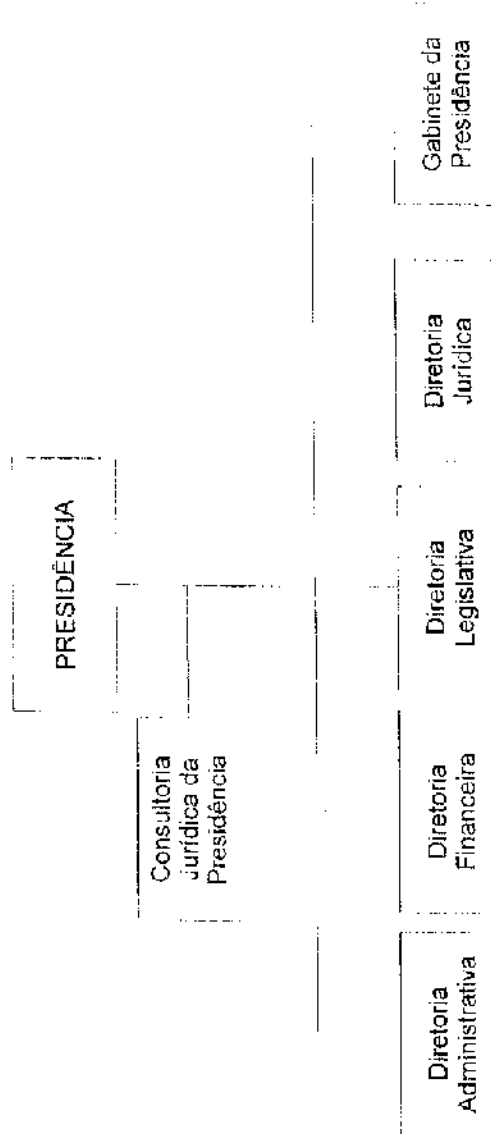 PRESIDÊNCIA
Consultoria
Jurídica da
Presidência
Diretoria
Administrativa
Diretoria
Financeira
Diretoria
Legislativa
Diretoria
Jurídica
Gabinete da
Presidência